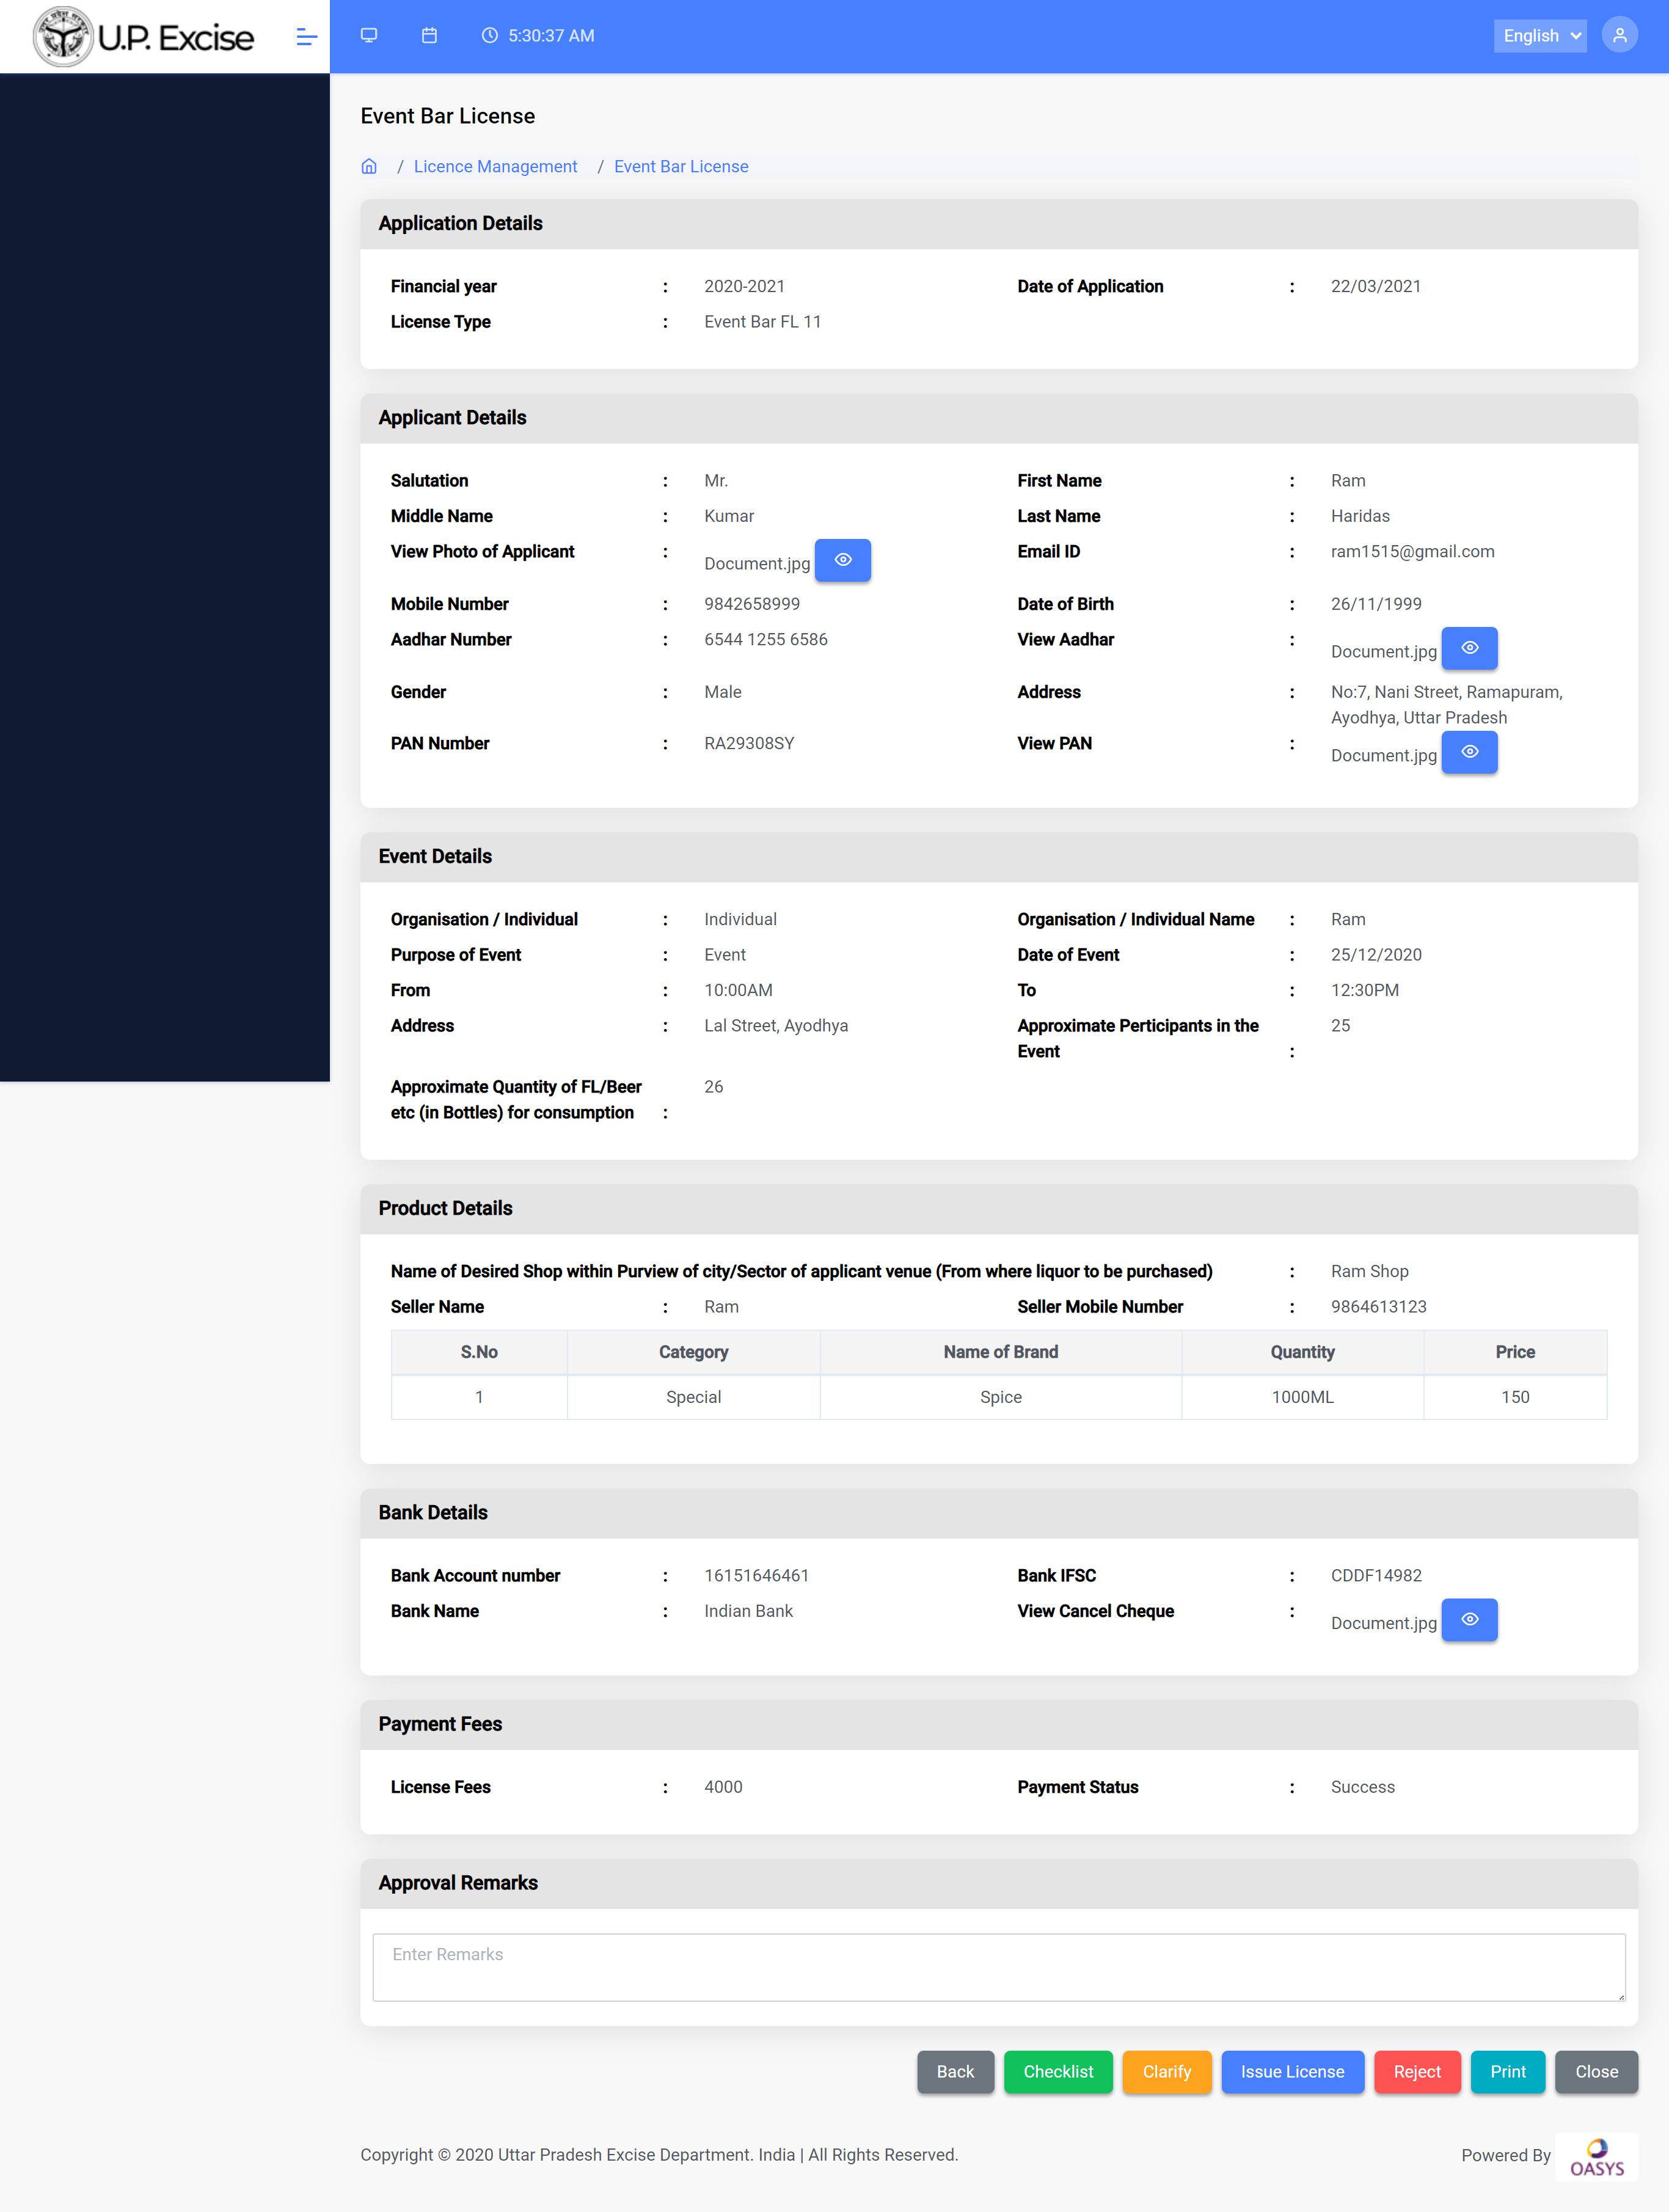 U.P. Excise
5:30:37 AM
English
Event Bar License
/ Licence Management / Event Bar License
Application Details
Financial year : 2020-2021 Date of Application : 22/03/2021
License Type : Event Bar FL 11
Applicant Details
Salutation : Mr. First Name : Ram
Middle Name : Kumar Last Name : Haridas
View Photo of Applicant : Document.jpg Email ID : ram1515@gmail.com
Mobile Number : 9842658999 Date of Birth : 26/11/1999
Aadhar Number : 6544 1255 6586 View Aadhar : Document.jpg
Gender : Male Address : No:7, Nani Street, Ramapuram,
Ayodhya, Uttar Pradesh
PAN Number : RA29308SY View PAN : Document.jpg
Event Details
Organisation / Individual : Individual Organisation / Individual Name : Ram
Purpose of Event : Event Date of Event : 25/12/2020
From : 10:00AM To : 12:30PM
Address : Lal Street, Ayodhya Approximate Perticipants in the 25
Event :
Approximate Quantity of FL/Beer 26
etc (in Bottles) for consumption :
Product Details
Name of Desired Shop within Purview of city/Sector of applicant venue (From where liquor to be purchased) : Ram Shop
Seller Name : Ram Seller Mobile Number : 9864613123
S.No Category Name of Brand Quantity Price
1 Special Spice 1000ML 150
Bank Details
Bank Account number : 16151646461 Bank IFSC : CDDF14982
Bank Name : Indian Bank View Cancel Cheque : Document.jpg
Payment Fees
License Fees : 4000 Payment Status : Success
Approval Remarks
Enter Remarks
Back Checklist Clarify Issue License Reject Print Close
Copyright © 2020 Uttar Pradesh Excise Department. India | All Rights Reserved. Powered By OASYS